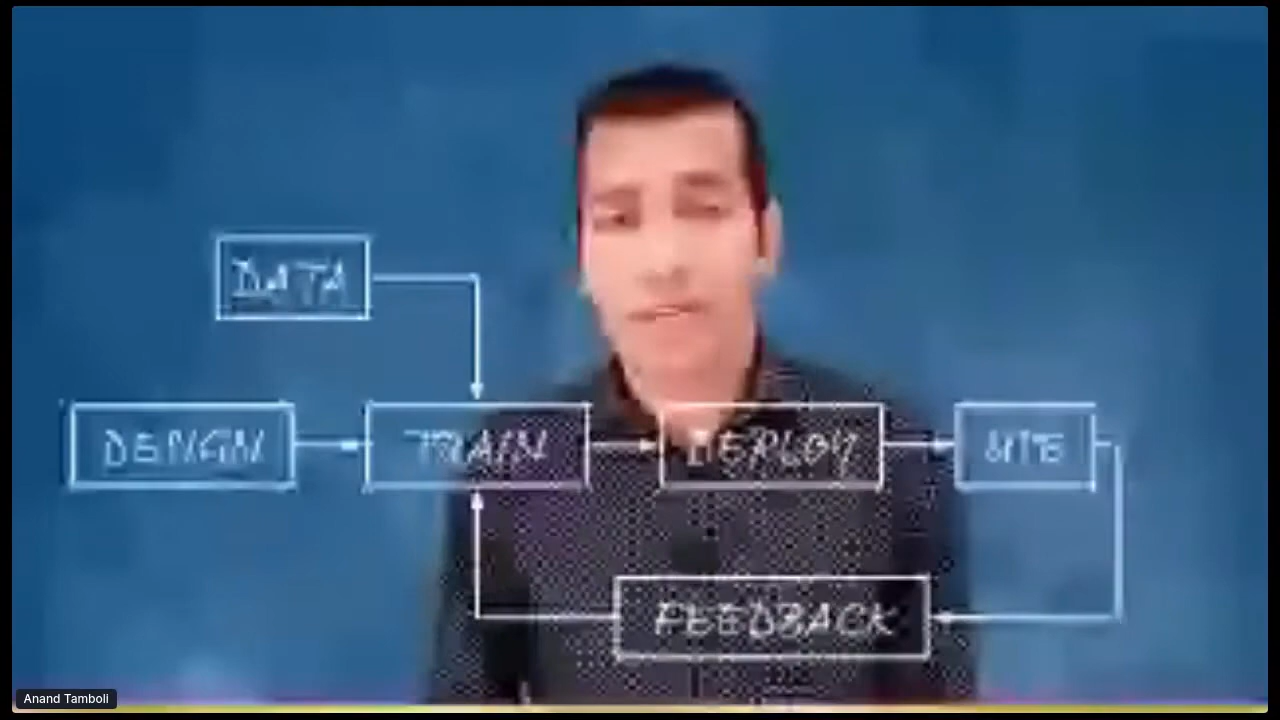 DATA
DESIGN
TRAIN
DEPLOY
FEEDBACK
Anand Tamboli